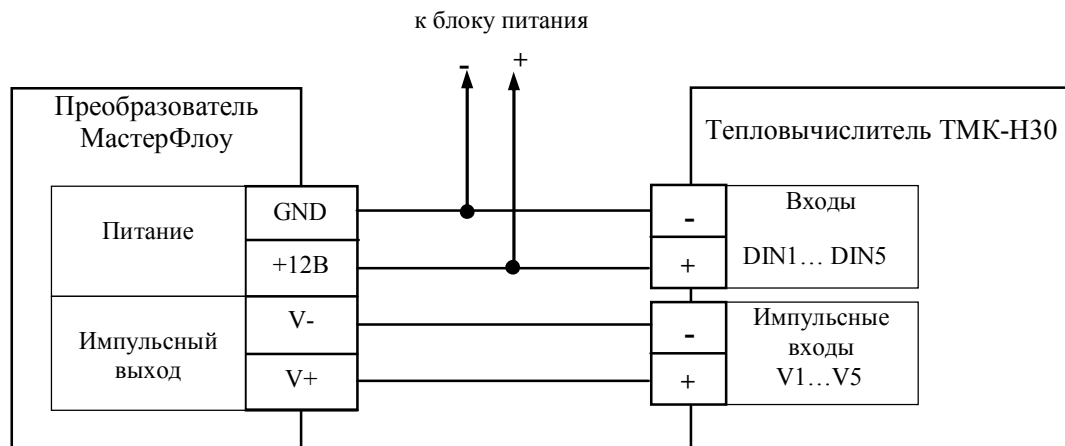 к блоку питания
- +
Преобразователь
МастерФлоу
Тепловычислитель ТМК-Н30
Питание
GND
+12В
Импульсный
выход
V-
V+
-
+
Входы
DIN1... DIN5
-
+
Импульсные
входы
V1...V5